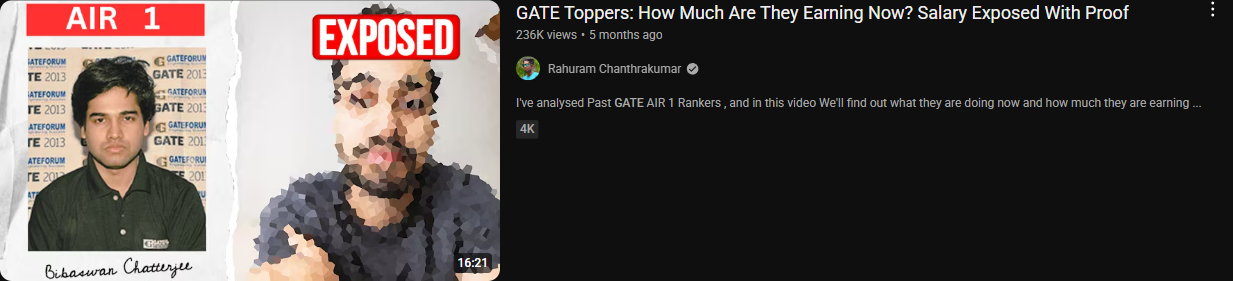 AIR 1
EXPOSED
GATEFORUM
GATE 2013
Bibaswan Chatterjee
16:21
GATE Toppers: How Much Are They Earning Now? Salary Exposed With Proof
236K views • 5 months ago
Rahuram Chanthrakumar
I've analysed Past GATE AIR 1 Rankers , and in this video We'll find out what they are doing now and how much they are earning ...
4K